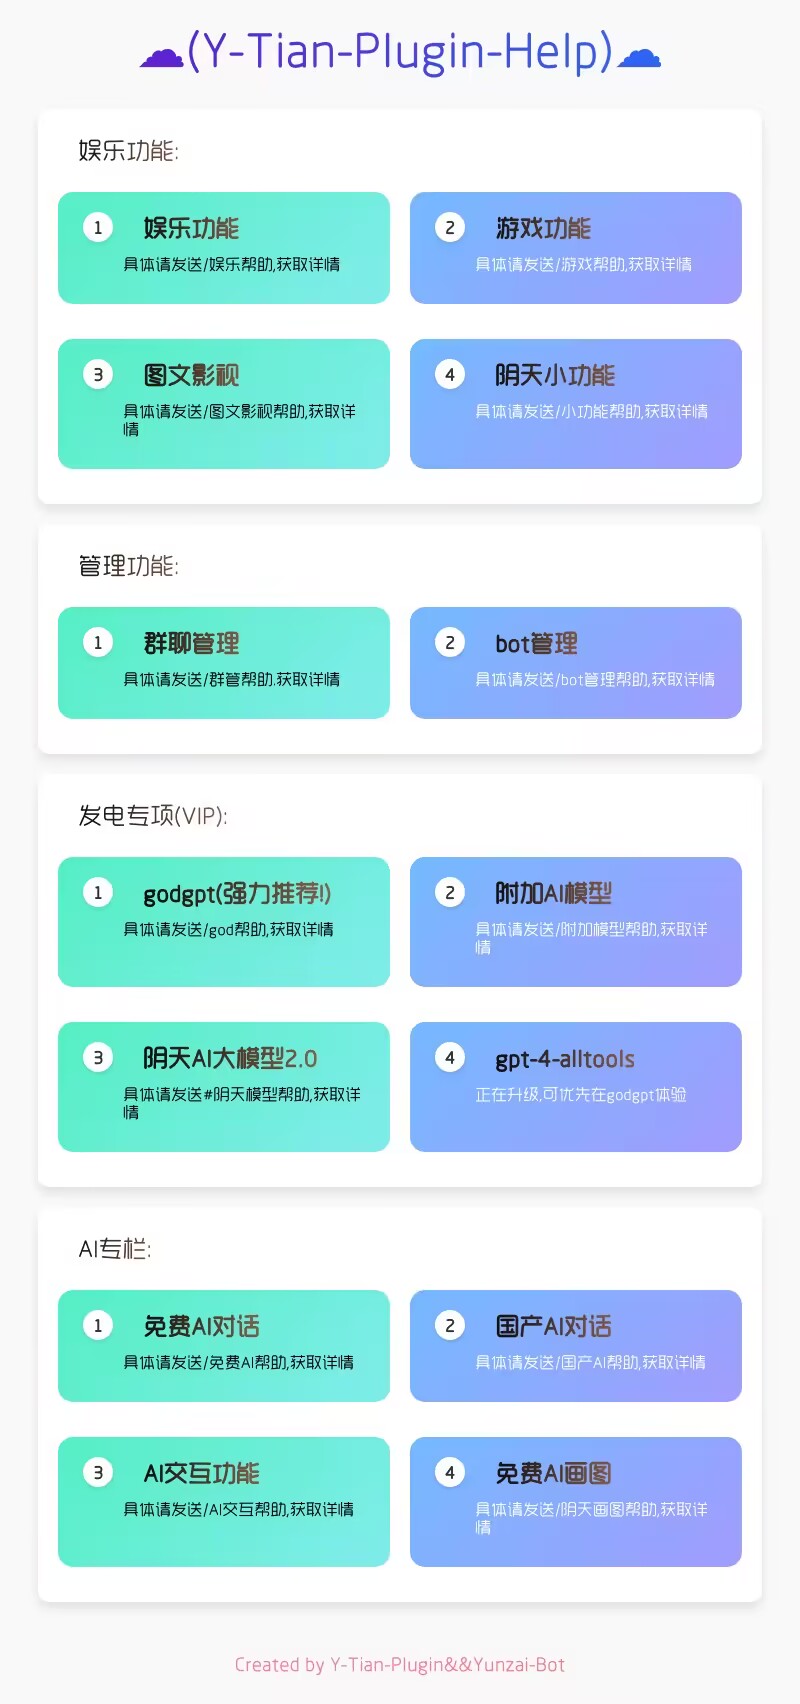 ☁(Y-Tian-Plugin-Help)☁
娱乐功能:
1 娱乐功能
具体请发送/娱乐帮助,获取详情
2 游戏功能
具体请发送/游戏帮助,获取详情
3 图文影视
具体请发送/图文影视帮助,获取详
情
4 阴天小功能
具体请发送/小功能帮助,获取详情
管理功能:
1 群聊管理
具体请发送/群管帮助.获取详情
2 bot管理
具体请发送/bot管理帮助,获取详情
发电专项(VIP):
1 godgpt(强力推荐!)
具体请发送/god帮助,获取详情
2 附加AI模型
具体请发送/附加模型帮助,获取详
情
3 阴天AI大模型2.0
具体请发送#阴天模型帮助,获取详
情
4 gpt-4-alltools
正在升级,可优先在godgpt体验
AI专栏:
1 免费AI对话
具体请发送/免费AI帮助,获取详情
2 国产AI对话
具体请发送/国产AI帮助,获取详情
3 AI交互功能
具体请发送/AI交互帮助,获取详情
4 免费AI画图
具体请发送/阴天画图帮助,获取详
情
Created by Y-Tian-Plugin&&Yunzai-Bot